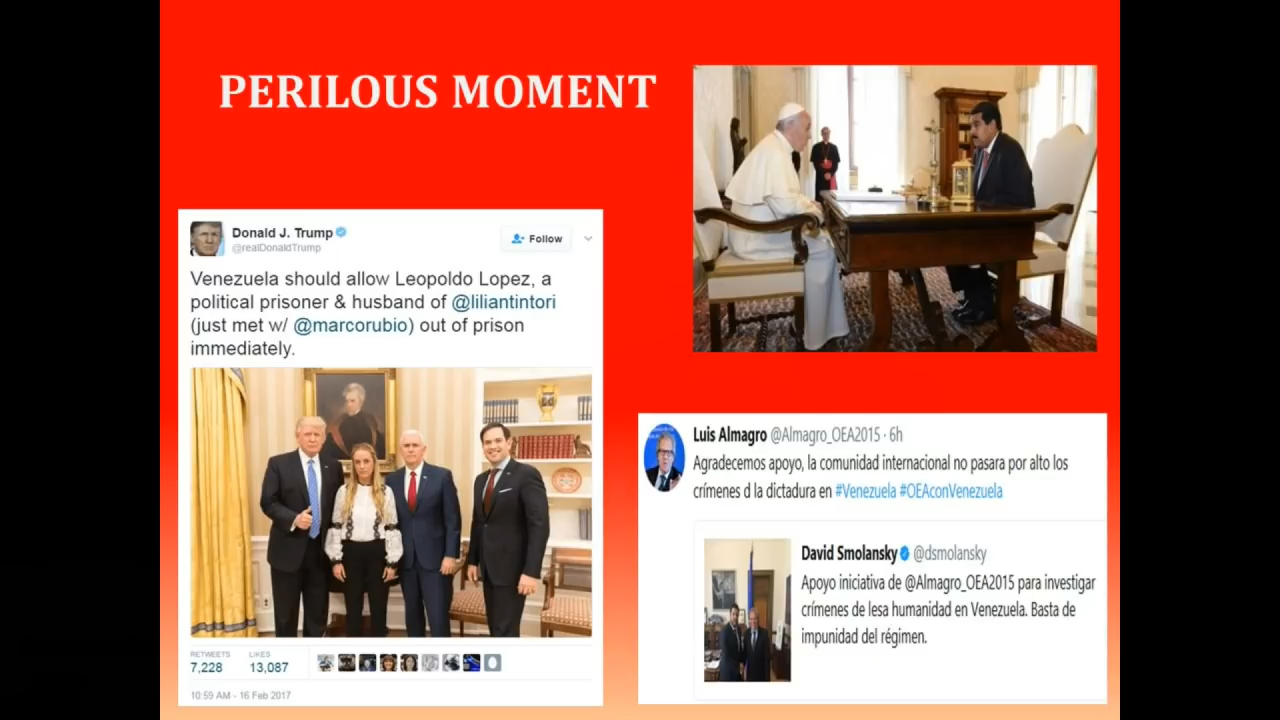 PERILOUS MOMENT
Donald J. Trump
@realDonaldTrump
Follow
Venezuela should allow Leopoldo Lopez, a
political prisoner & husband of @liliantintori
(just met w/ @marcorubio) out of prison
immediately.
RETWEETS LIKES
7,228 13,087
10:59 AM - 16 Feb 2017
Luis Almagro @Almagro_OEA2015 · 6h
Agradecemos apoyo, la comunidad internacional no pasara por alto los
crímenes d la dictadura en #Venezuela #OEAconVenezuela
David Smolansky @dsmolansky
Apoyo iniciativa de @Almagro_OEA2015 para investigar
crímenes de lesa humanidad en Venezuela. Basta de
impunidad del régimen.